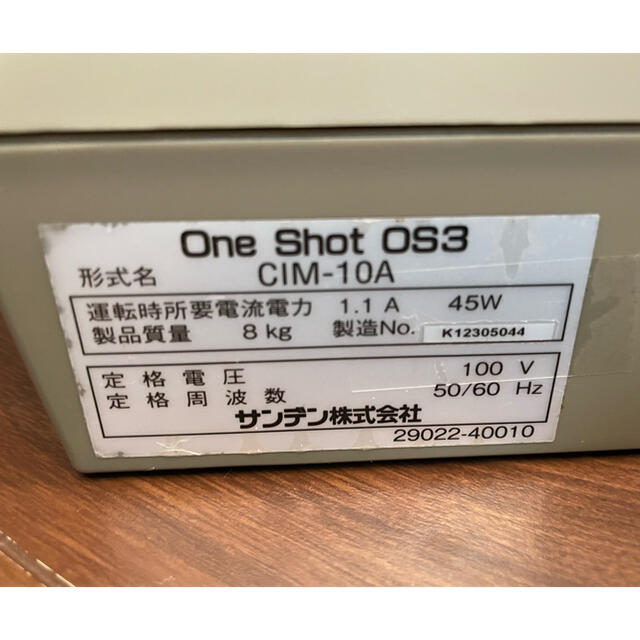 One Shot OS3
形式名 CIM-10A
運転時所要電流電力 1.1 A 45W
製品質量 8 kg 製造No. K12305044
定格電圧 100 V
定格周波数 50/60 Hz
サンデン株式会社
29022-40010